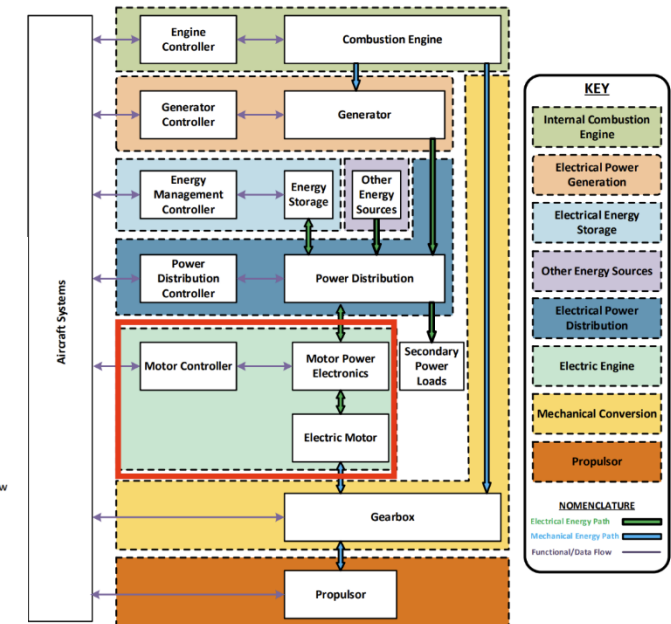 Aircraft Systems
Engine
Controller
Combustion Engine
Generator
Controller
Generator
Energy
Management
Controller
Energy
Storage
Other
Energy
Sources
Power
Distribution
Controller
Power Distribution
Motor Controller
Motor Power
Electronics
Secondary
Power
Loads
Electric Motor
Gearbox
Propulsor
KEY
Internal Combustion
Engine
Electrical Power
Generation
Electrical Energy
Storage
Other Energy Sources
Electrical Power
Distribution
Electric Engine
Mechanical Conversion
Propulsor
NOMENCLATURE
Electrical Energy Path
Mechanical Energy Path
Functional/Data Flow